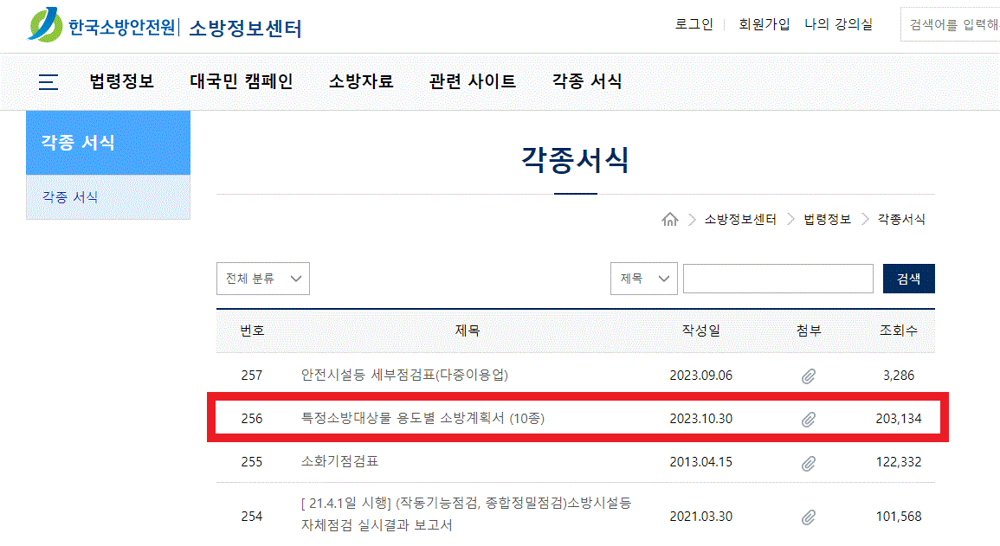 한국소방안전원 소방정보센터
로그인 회원가입 나의 강의실 검색어를 입력해
법령정보 대국민 캠페인 소방자료 관련 사이트 각종 서식
각종 서식
각종 서식
각종서식
소방정보센터 법령정보 각종서식
전체 분류 제목 검색
번호 제목 작성일 첨부 조회수
257 안전시설등 세부점검표(다중이용업) 2023.09.06 3,286
256 특정소방대상물 용도별 소방계획서 (10종) 2023.10.30 203,134
255 소화기점검표 2013.04.15 122,332
254 [ 21.4.1일 시행] (작동기능점검, 종합정밀점검)소방시설등 2021.03.30 101,568
자체점검 실시결과 보고서